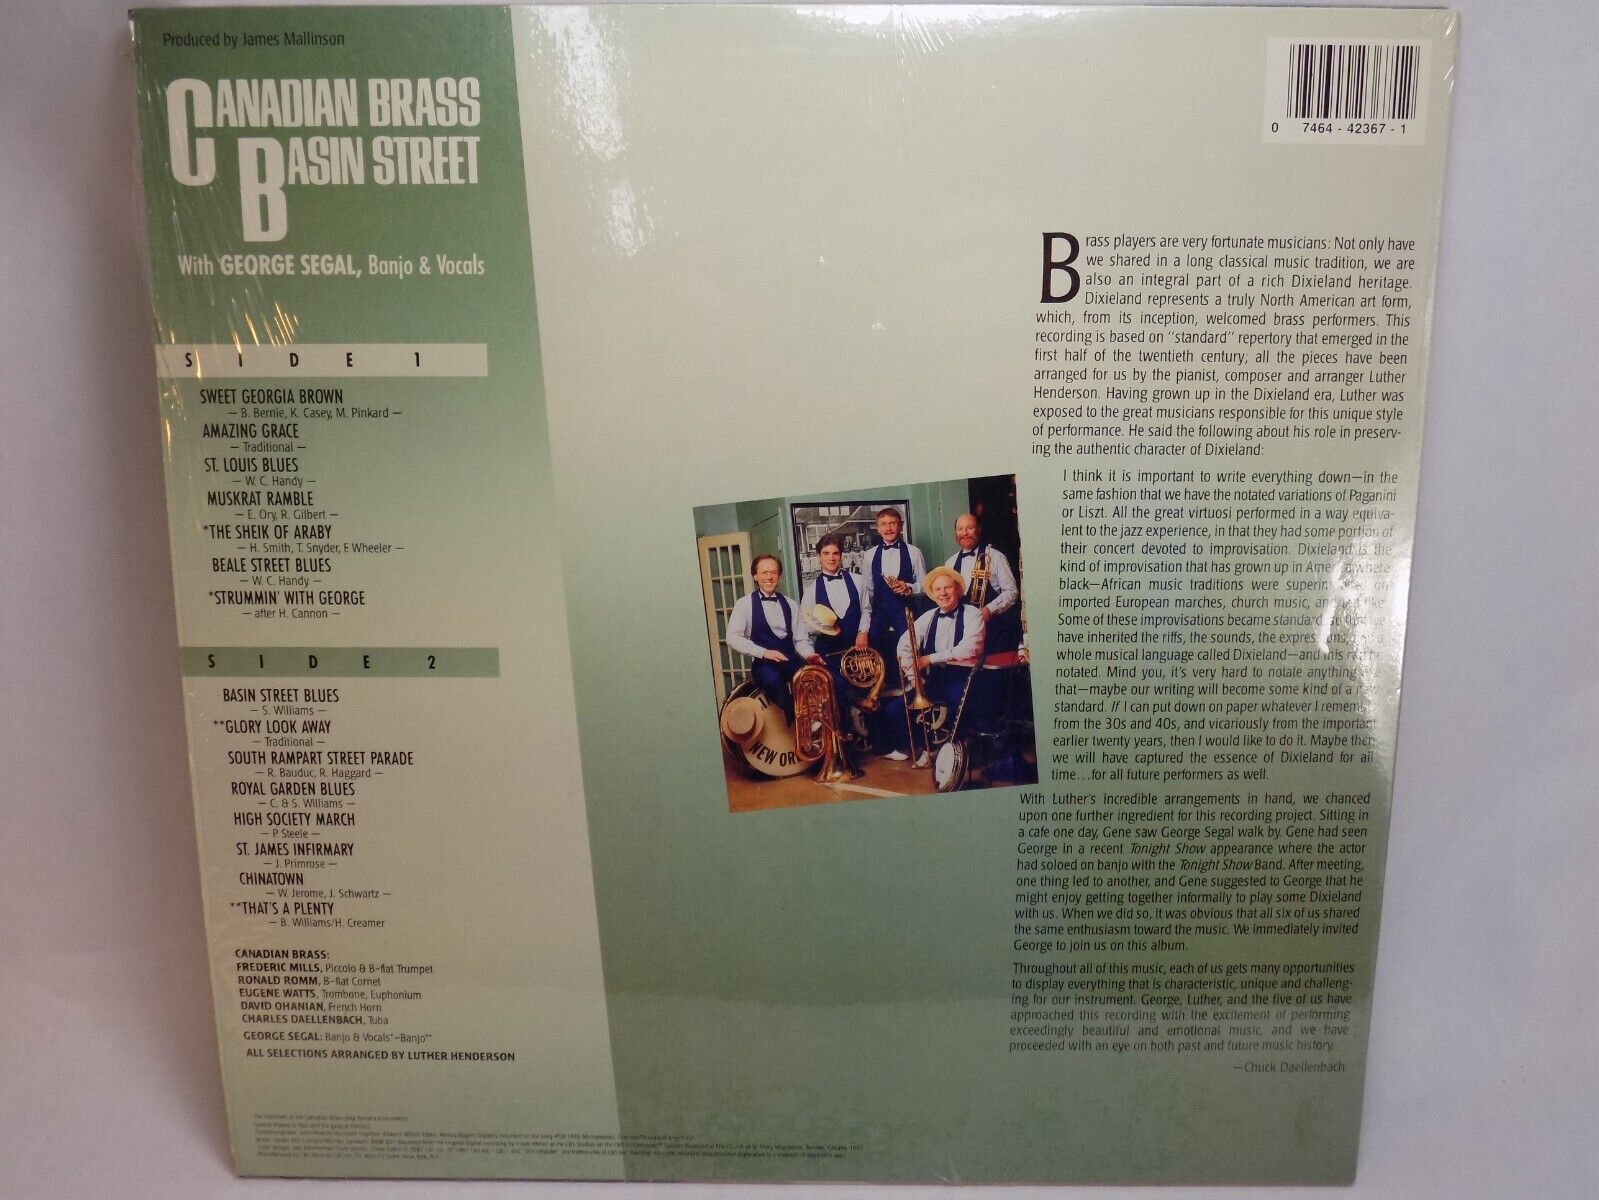 Produced by James Mallinson
CANADIAN BRASS
BASIN STREET
With GEORGE SEGAL, Banjo & Vocals
SIDE 1
SWEET GEORGIA BROWN
— B. Bernie, K. Casey, M. Pinkard —
AMAZING GRACE
— Traditional —
ST. LOUIS BLUES
— W. C. Handy —
MUSKRAT RAMBLE
— E. Ory, R. Gilbert —
*THE SHEIK OF ARABY
— H. Smith, T. Snyder, F. Wheeler —
BEALE STREET BLUES
— W. C. Handy —
*STRUMMIN' WITH GEORGE
— after H. Cannon —
SIDE 2
BASIN STREET BLUES
— S. Williams —
**GLORY LOOK AWAY
— Traditional —
SOUTH RAMPART STREET PARADE
— R. Bauduc, R. Haggard —
ROYAL GARDEN BLUES
— C. & S. Williams —
HIGH SOCIETY MARCH
— P. Steele —
ST. JAMES INFIRMARY
— J. Primrose —
CHINATOWN
— W. Jerome, J. Schwartz —
**THAT'S A PLENTY
— B. Williams/H. Creamer
CANADIAN BRASS:
FREDERIC MILLS, Piccolo & B-flat Trumpet
RONALD ROMM, B-flat Cornet
EUGENE WATTS, Trombone, Euphonium
DAVID OHANIAN, French Horn
CHARLES DAELLENBACH, Tuba
GEORGE SEGAL: Banjo & Vocals*–Banjo**
ALL SELECTIONS ARRANGED BY LUTHER HENDERSON
0 7464 - 42367 - 1
Brass players are very fortunate musicians: Not only have
we shared in a long classical music tradition, we are
also an integral part of a rich Dixieland heritage.
Dixieland represents a truly North American art form,
which, from its inception, welcomed brass performers. This
recording is based on "standard" repertory that emerged in the
first half of the twentieth century; all the pieces have been
arranged for us by the pianist, composer and arranger Luther
Henderson. Having grown up in the Dixieland era, Luther was
exposed to the great musicians responsible for this unique style
of performance. He said the following about his role in preserv-
ing the authentic character of Dixieland:
I think it is important to write everything down—in the
same fashion that we have the notated variations of Paganini
or Liszt. All the great virtuosi performed in a way equiva-
lent to the jazz experience, in that they had some portion of
their concert devoted to improvisation. Dixieland is the
kind of improvisation that has grown up in America where
black—African music traditions were on
imported European marches, church music, and
Some of these improvisations became
have inherited the riffs, the sounds, the a
whole musical language called Dixieland—and this
notated. Mind you, it's very hard to notate anything
that—maybe our writing will become some kind of a new
standard. If I can put down on paper whatever I remember
from the 30s and 40s, and vicariously from the important
earlier twenty years, then I would like to do it. Maybe then
we will have captured the essence of Dixieland for all
time...for all future performers as well.
With Luther's incredible arrangements in hand, we chanced
upon one further ingredient for this recording project. Sitting in
a cafe one day, Gene saw George Segal walk by. Gene had seen
George in a recent Tonight Show appearance where the actor
had soloed on banjo with the Tonight Show Band. After meeting,
one thing led to another, and Gene suggested to George that he
might enjoy getting together informally to play some Dixieland
with us. When we did so, it was obvious that all six of us shared
the same enthusiasm toward the music. We immediately invited
George to join us on this album.
Throughout all of this music, each of us gets many opportunities
to display everything that is characteristic, unique and challeng-
ing for our instrument. George, Luther, and the five of us have
approached this recording with the excitement of performing
exceedingly beautiful and emotional music, and we have
proceeded with an eye on both past and future music history.
—Chuck Daellenbach
NEW OR